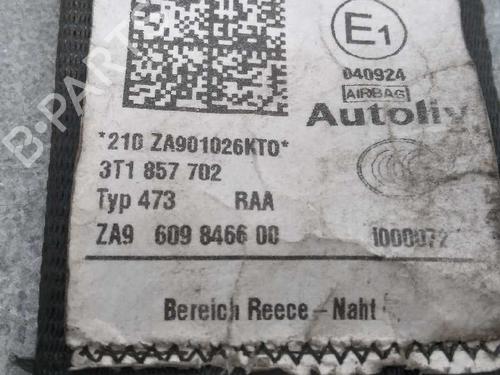 E1
040924
AIRBAG
Autoliv
*210 ZA901026KTO*
3T1 857 702
Typ 473 RAA
ZA9 609 8466 00 i000072
Bereich Reece-Naht
B-PARTS